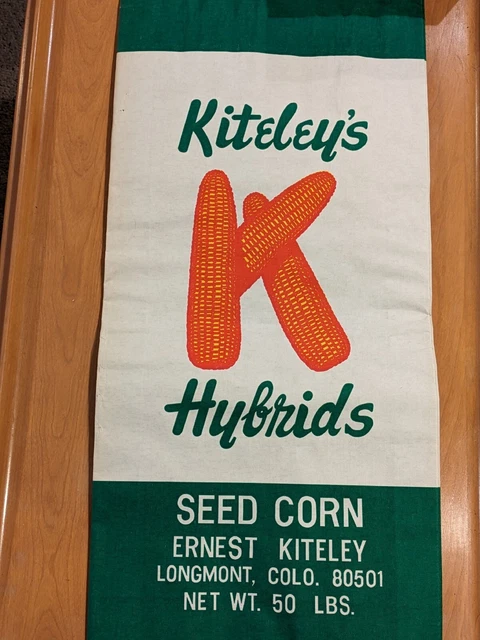 Kiteley's
K
Hybrids
SEED CORN
ERNEST KITELEY
LONGMONT, COLO. 80501
NET WT. 50 LBS.